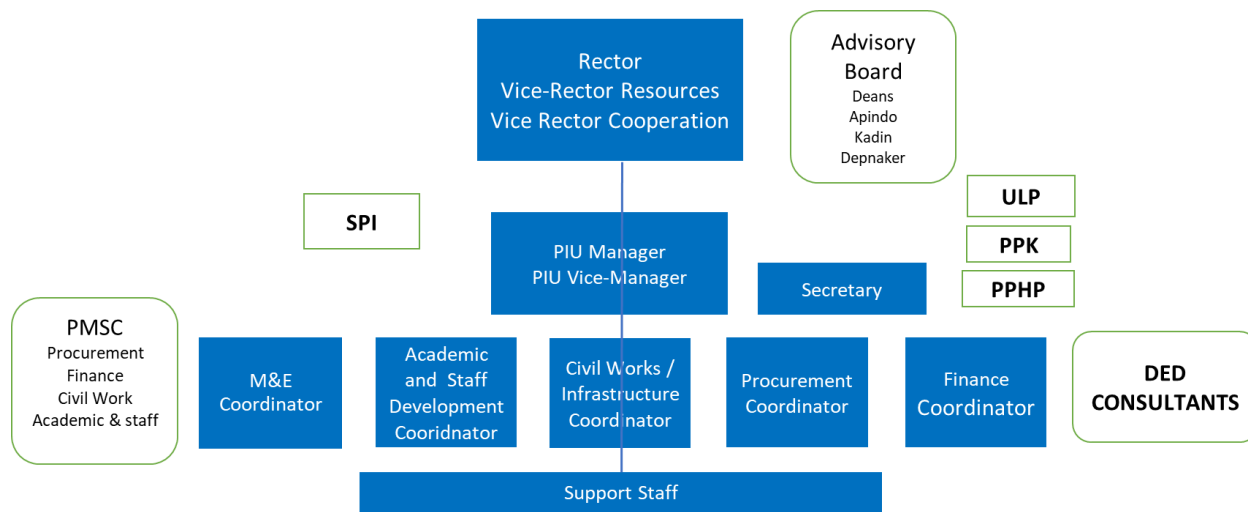 Rector
Vice-Rector Resources
Vice Rector Cooperation
Advisory
Board
Deans
Apindo
Kadin
Depnaker
SPI
ULP
PPK
PPHP
PIU Manager
PIU Vice-Manager
Secretary
PMSC
Procurement
Finance
Civil Work
Academic & staff
M&E
Coordinator
Academic
and Staff
Development
Cooridnator
Civil Works /
Infrastructure
Coordinator
Procurement
Coordinator
Finance
Coordinator
DED
CONSULTANTS
Support Staff